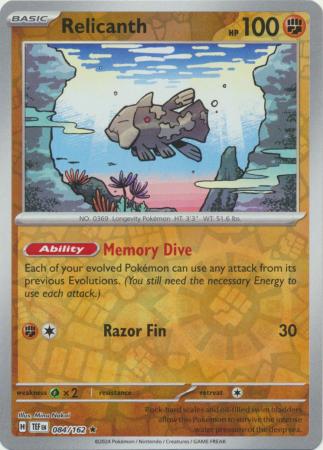 BASIC
Relicanth
HP 100
NO. 0369 Longevity Pokémon HT: 3'3" WT: 51.6 lbs.
Ability Memory Dive
Each of your evolved Pokémon can use any attack from its
previous Evolutions. (You still need the necessary Energy to
use each attack.)
Razor Fin 30
weakness ×2 resistance retreat
Illus. Minu Nakai
H TEF EN 084/162 ★
Rock-hard scales and oil-filled swim
body allow this Pokémon to survive the intense
water pressure of the deep sea.
©2024 Pokémon / Nintendo / Creatures / GAME FREAK